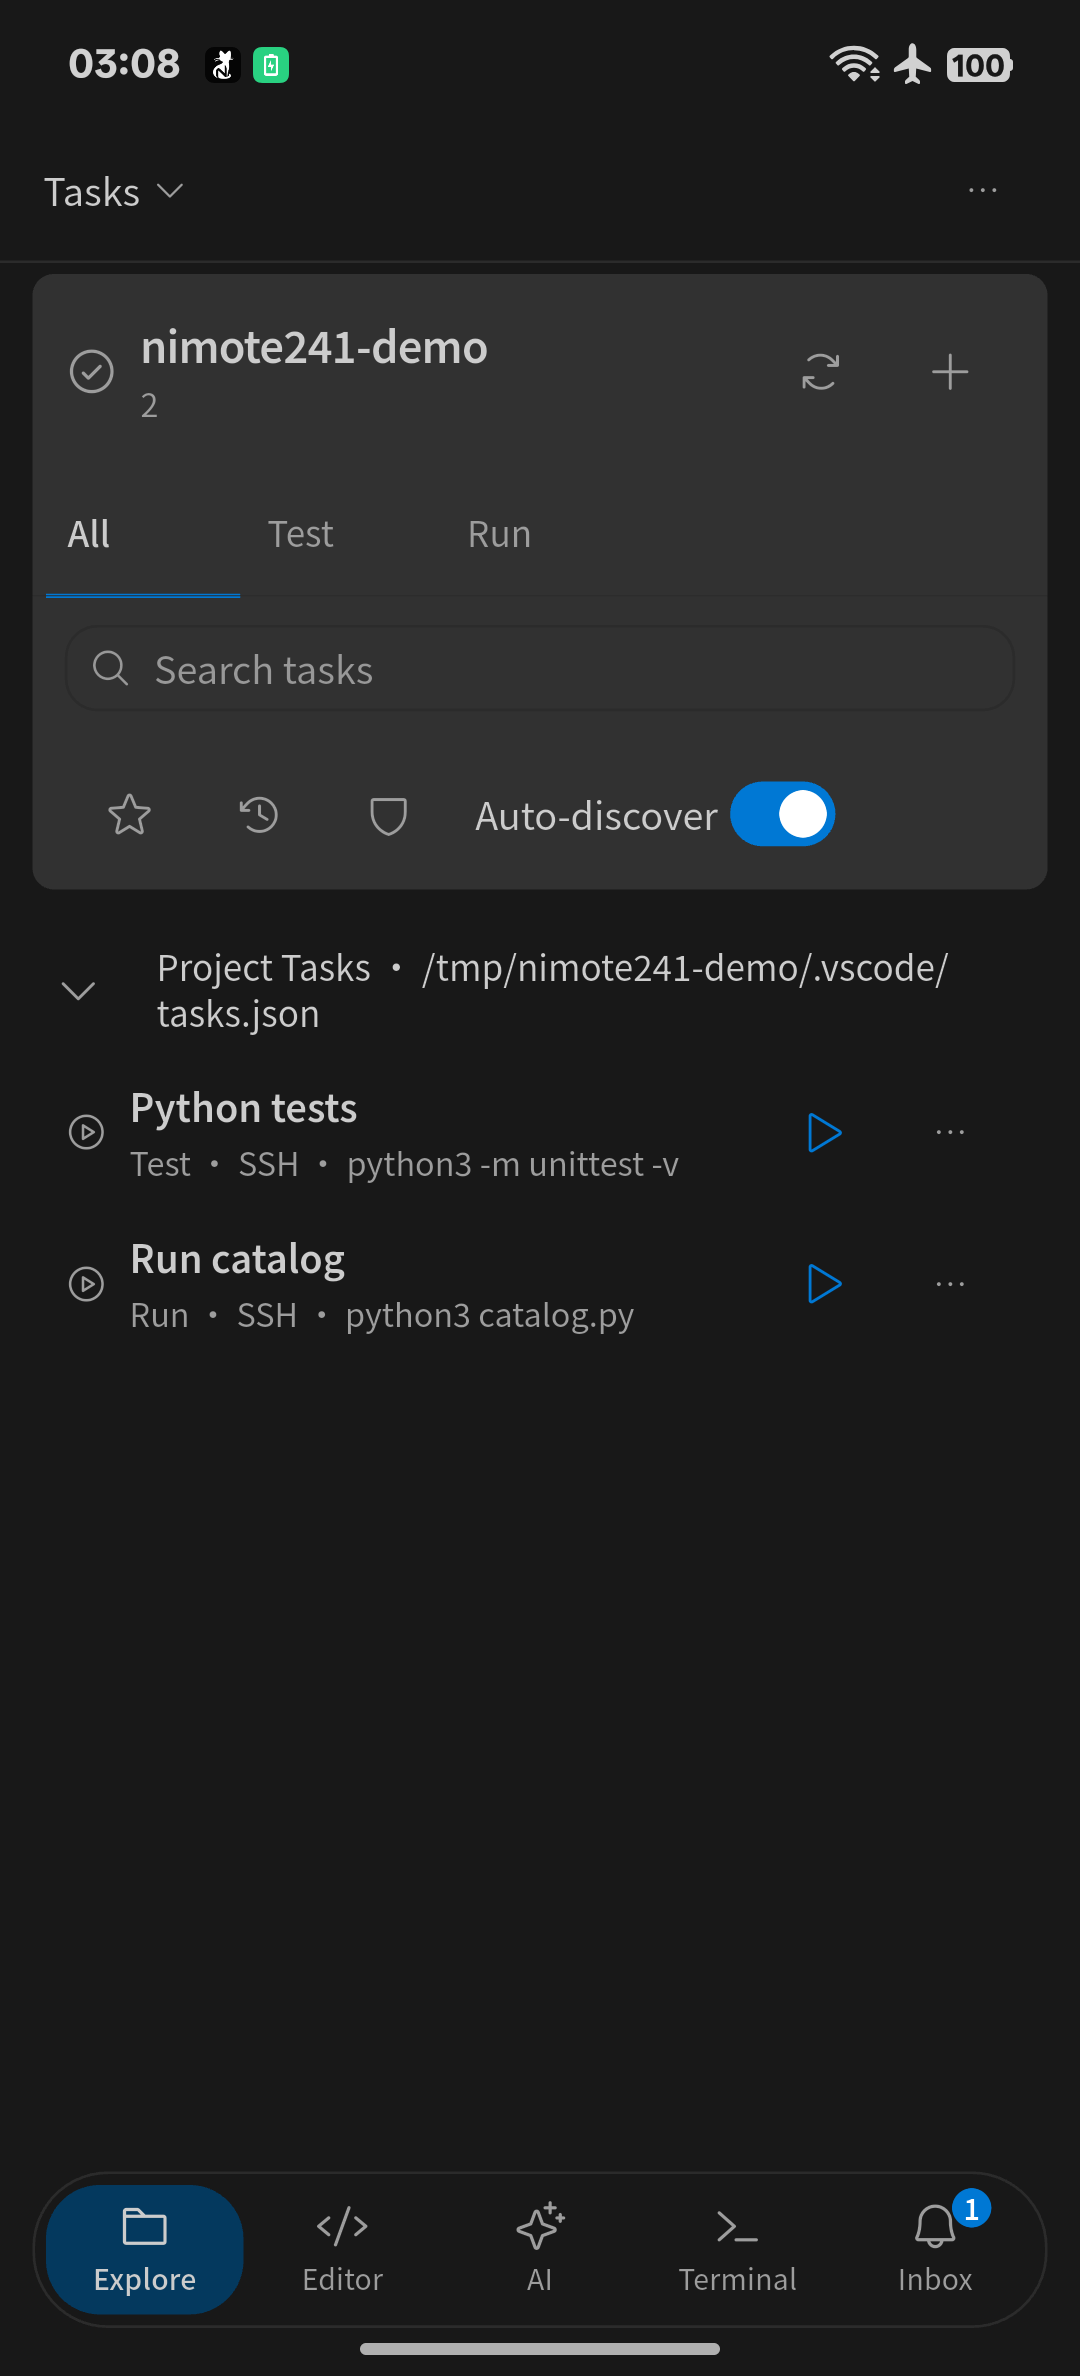 03:08
100
Tasks
nimote241-demo
2
All
Test
Run
Search tasks
Auto-discover
Project Tasks • /tmp/nimote241-demo/.vscode/
tasks.json
Python tests
Test • SSH • python3 -m unittest -v
Run catalog
Run • SSH • python3 catalog.py
Explore
Editor
AI
Terminal
1
Inbox